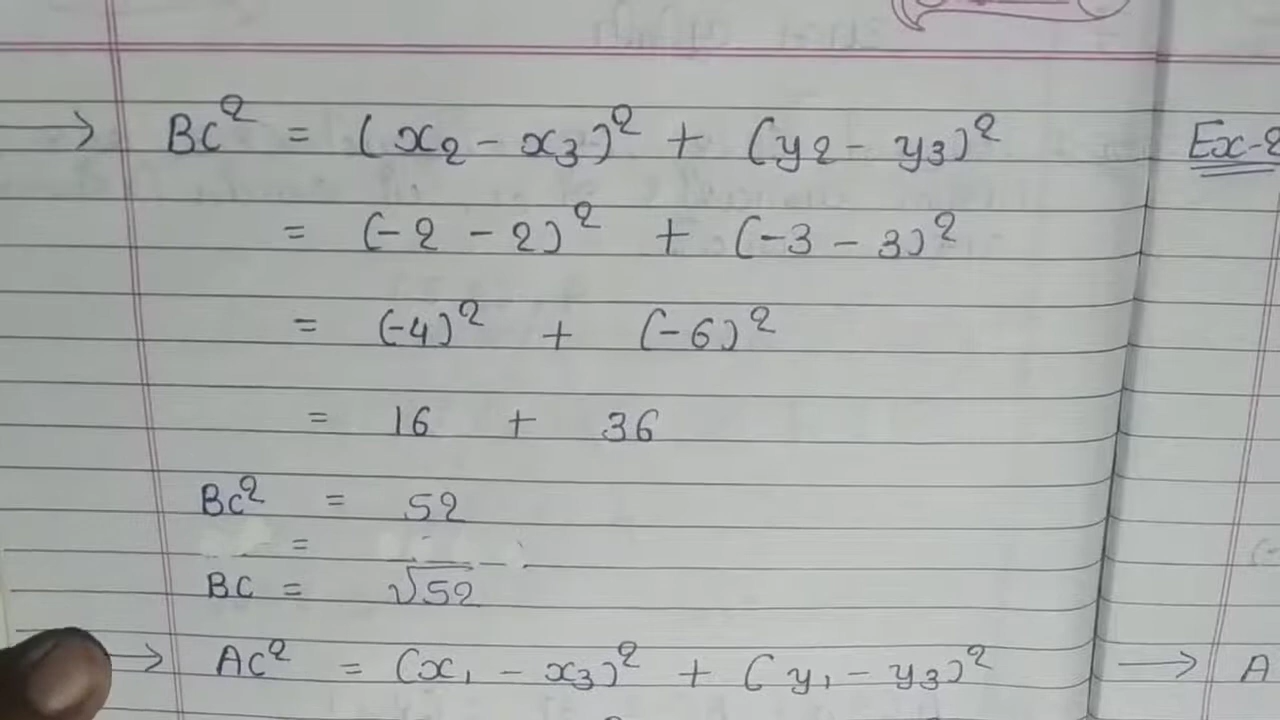 → BC² = (x₂ - x₃)² + (y₂ - y₃)²
= (-2 - 2)² + (-3 - 3)²
= (-4)² + (-6)²
= 16 + 36
BC² = 52
=
BC = √52
→ AC² = (x₁ - x₃)² + (y₁ - y₃)²
Ex-2
→ A